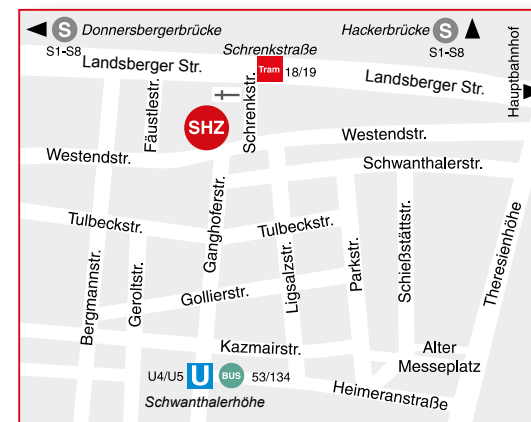 S Donnersbergerbrücke
S1-S8
Hackerbrücke S
S1-S8
Schrenkstraße
Tram 18/19
Landsberger Str.
Landsberger Str.
Hauptbahnhof
Fäustlestr.
Schrenkstr.
SHZ
Westendstr.
Westendstr.
Schwanthalerstr.
Ganghoferstr.
Tulbeckstr.
Tulbeckstr.
Bergmannstr.
Geroltstr.
Gollierstr.
Ligsalzstr.
Parkstr.
Schießstättstr.
Theresienhöhe
Kazmairstr.
Alter
Messeplatz
U4/U5 U BUS 53/134
Schwanthalerhöhe
Heimeranstraße